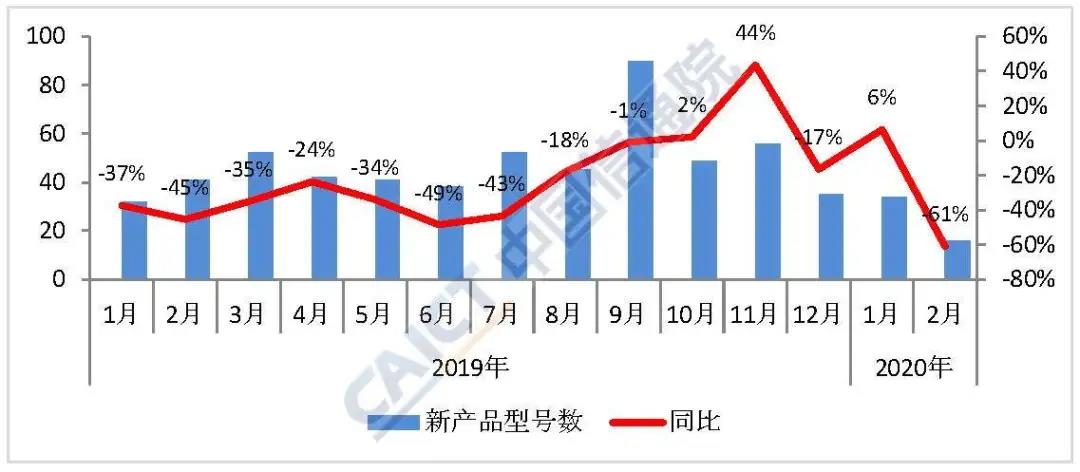 44%
100 60%
80 40%
6%
-1% 2% 20%
60 -24% -18% -17% 0%
-37% -35% -34%
40 -45% -49% -43% -20%
-61% -40%
20
-60%
0 -80%
1月 2月 3月 4月 5月 6月 7月 8月 9月 10月 11月 12月 1月 2月
2019年 2020年
新产品型号数 同比
CAICT 中国信通院